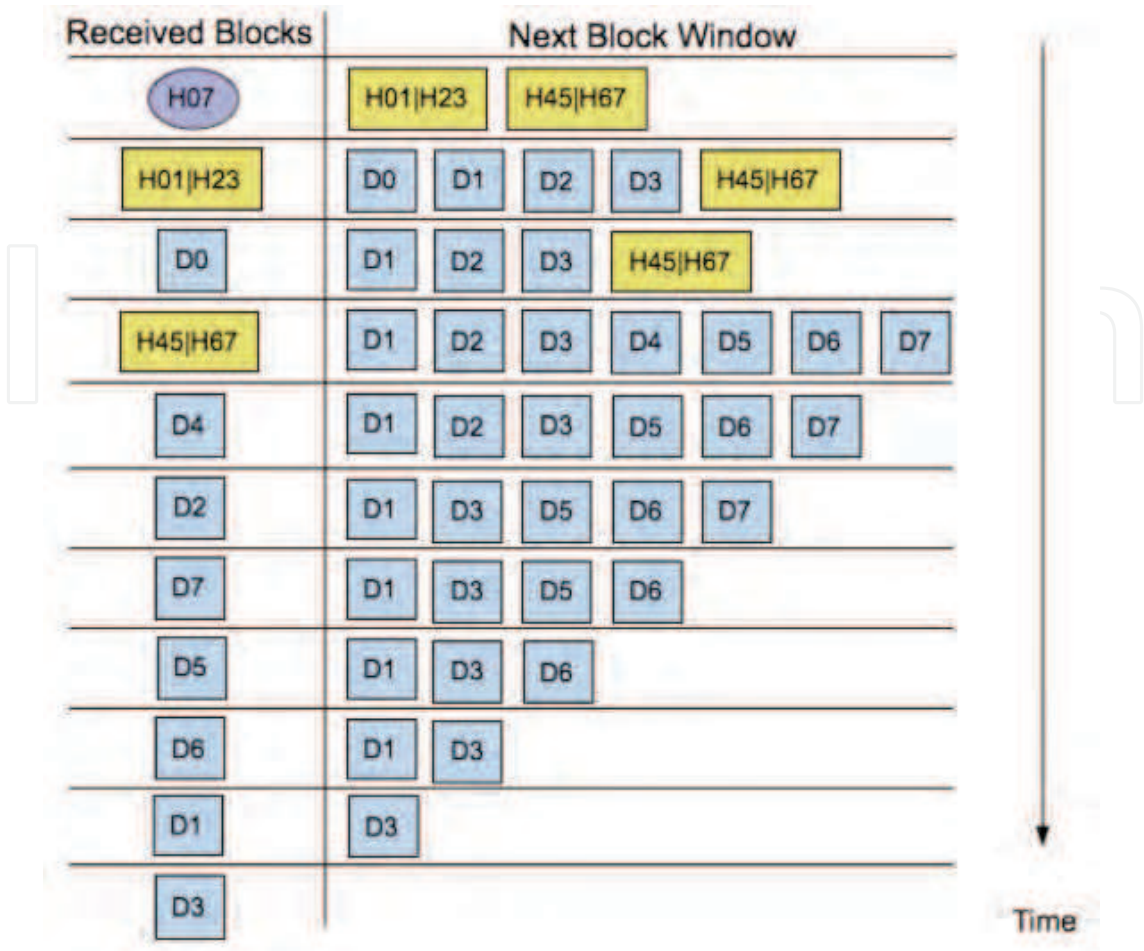 Received Blocks Next Block Window
H07 H01|H23 H45|H67
H01|H23 D0 D1 D2 D3 H45|H67
D0 D1 D2 D3 H45|H67
H45|H67 D1 D2 D3 D4 D5 D6 D7
D4 D1 D2 D3 D5 D6 D7
D2 D1 D3 D5 D6 D7
D7 D1 D3 D5 D6
D5 D1 D3 D6
D6 D1 D3
D1 D3
D3
Time